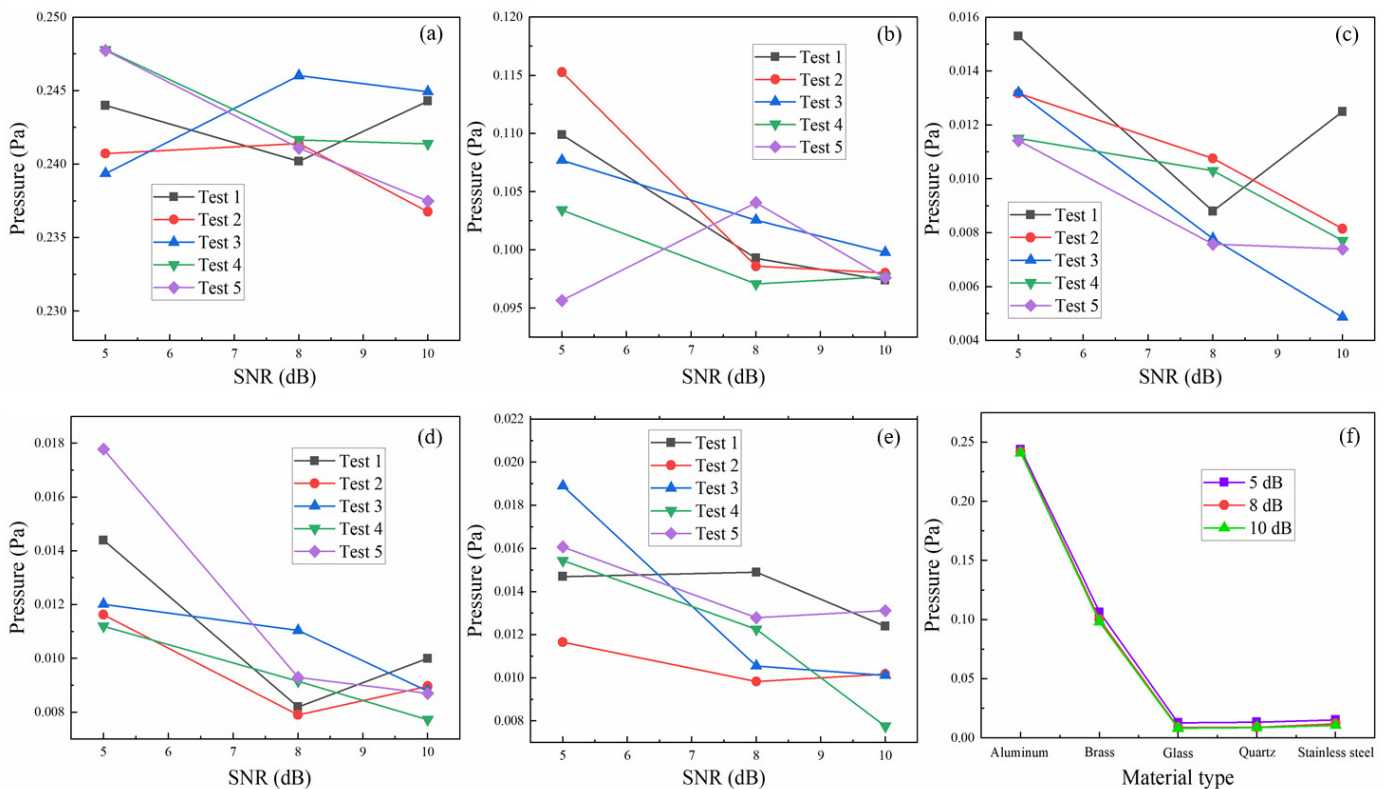 (a)
0.250
0.245
0.240
0.235
0.230
Pressure (Pa)
Test 1
Test 2
Test 3
Test 4
Test 5
5 6 7 8 9 10
SNR (dB)
(b)
0.120
0.115
0.110
0.105
0.100
0.095
Pressure (Pa)
Test 1
Test 2
Test 3
Test 4
Test 5
5 6 7 8 9 10
SNR (dB)
(c)
0.016
0.014
0.012
0.010
0.008
0.006
0.004
Pressure (Pa)
Test 1
Test 2
Test 3
Test 4
Test 5
5 6 7 8 9 10
SNR (dB)
(d)
0.018
0.016
0.014
0.012
0.010
0.008
Pressure (Pa)
Test 1
Test 2
Test 3
Test 4
Test 5
5 6 7 8 9 10
SNR (dB)
(e)
0.022
0.020
0.018
0.016
0.014
0.012
0.010
0.008
Pressure (Pa)
Test 1
Test 2
Test 3
Test 4
Test 5
5 6 7 8 9 10
SNR (dB)
(f)
0.25
0.20
0.15
0.10
0.05
0.00
Pressure (Pa)
5 dB
8 dB
10 dB
Aluminum Brass Glass Quartz Stainless steel
Material type